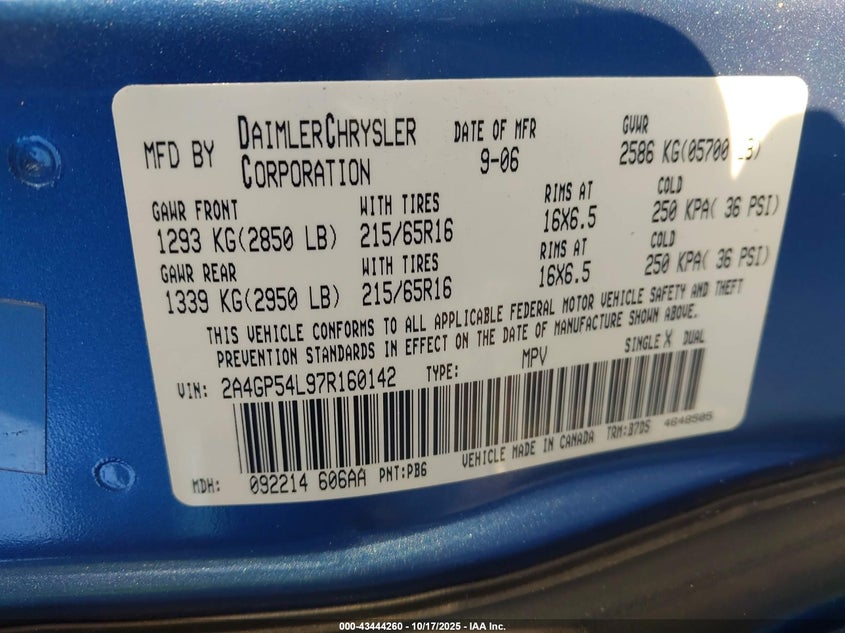 MFD BY DAIMLERCHRYSLER CORPORATION DATE OF MFR 9-06 GVWR 2586 KG(05700 LB)
GAWR FRONT WITH TIRES RIMS AT COLD
1293 KG(2850 LB) 215/65R16 16X6.5 250 KPA( 36 PSI)
GAWR REAR WITH TIRES RIMS AT COLD
1339 KG(2950 LB) 215/65R16 16X6.5 250 KPA( 36 PSI)
THIS VEHICLE CONFORMS TO ALL APPLICABLE FEDERAL MOTOR VEHICLE SAFETY AND THEFT
PREVENTION STANDARDS IN EFFECT ON THE DATE OF MANUFACTURE SHOWN ABOVE.
VIN: 2A4GP54L97R160142 TYPE: MPV SINGLE X DUAL
MDH: 092214 606AA PNT:PB6 VEHICLE MADE IN CANADA TRM:B7D5 4648505
000-43444260 - 10/17/2025 - IAA Inc.